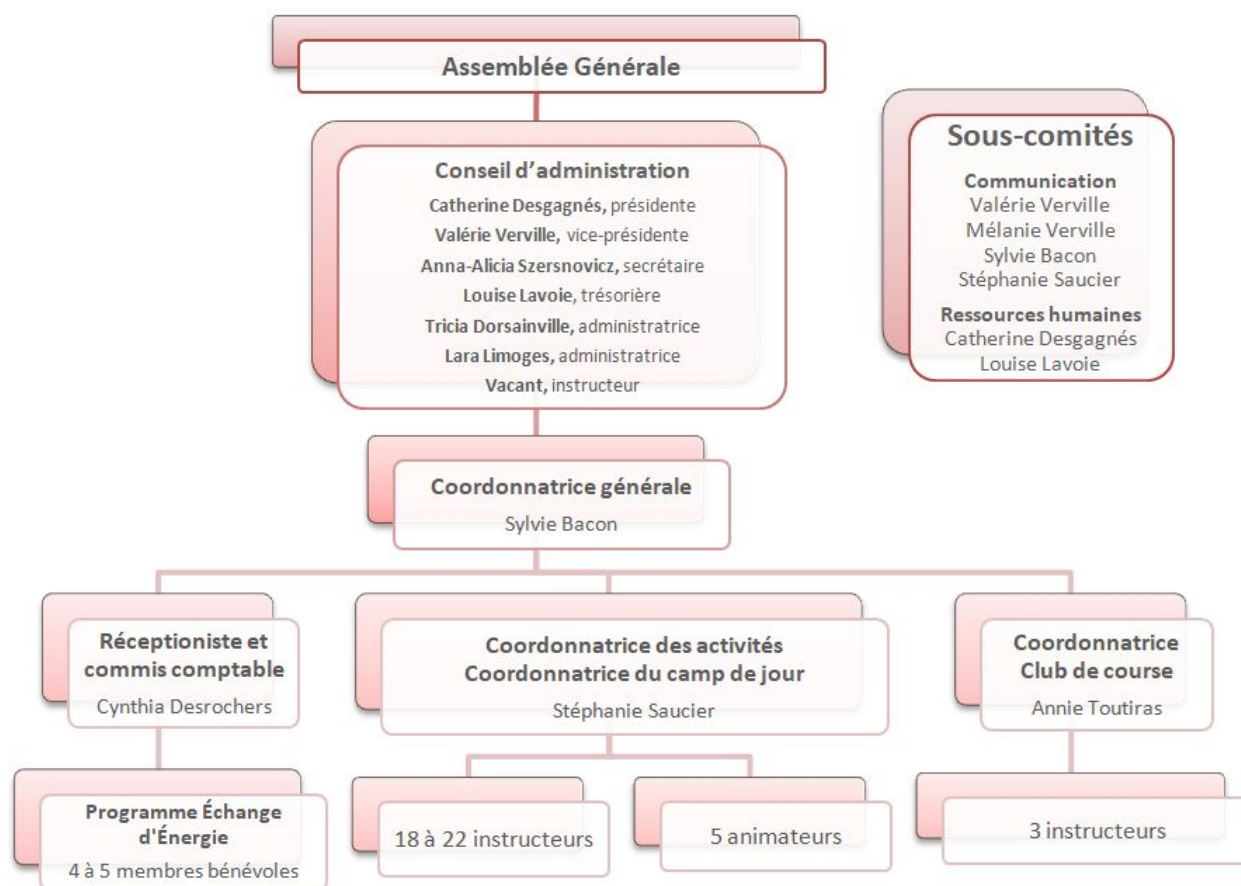 Assemblée Générale
Conseil d'administration
Catherine Desgagnés, présidente
Valérie Verville, vice-présidente
Anna-Alicia Szersnovicz, secrétaire
Louise Lavoie, trésorière
Tricia Dorsainville, administratrice
Lara Limoges, administratrice
Vacant, instructeur
Sous-comités
Communication
Valérie Verville
Mélanie Verville
Sylvie Bacon
Stéphanie Saucier
Ressources humaines
Catherine Desgagnés
Louise Lavoie
Coordonnatrice générale
Sylvie Bacon
Réceptioniste et
commis comptable
Cynthia Desrochers
Coordonnatrice des activités
Coordonnatrice du camp de jour
Stéphanie Saucier
Coordonnatrice
Club de course
Annie Toutiras
Programme Échange
d'Énergie
4 à 5 membres bénévoles
18 à 22 instructeurs
5 animateurs
3 instructeurs